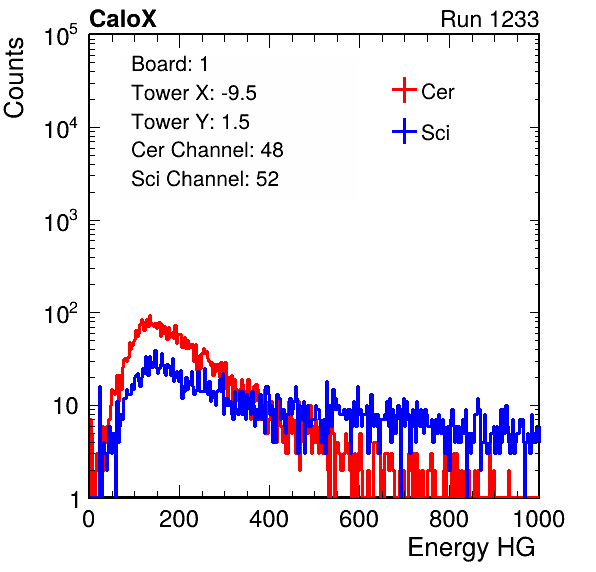 CaloX Run 1233
Board: 1
Tower X: -9.5
Tower Y: 1.5
Cer Channel: 48
Sci Channel: 52
Cer
Sci
Counts
10^5
10^4
10^3
10^2
10
1
0 200 400 600 800 1000
Energy HG